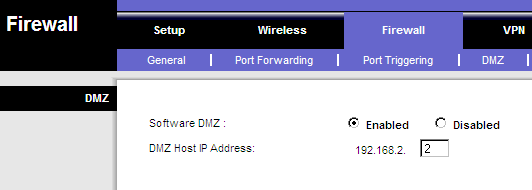 Firewall
Setup Wireless Firewall VPN
General Port Forwarding Port Triggering DMZ
DMZ
Software DMZ : Enabled Disabled
DMZ Host IP Address: 192.168.2. 2